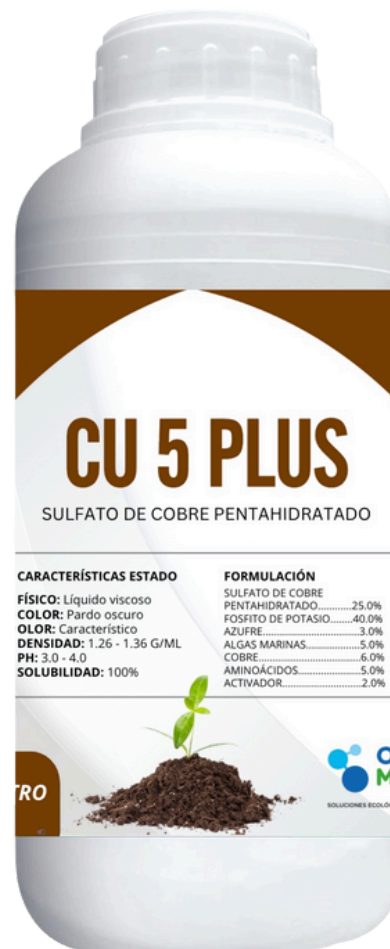 CU 5 PLUS
SULFATO DE COBRE PENTAHIDRATADO
CARACTERÍSTICAS ESTADO
FÍSICO: Líquido viscoso
COLOR: Pardo oscuro
OLOR: Característico
DENSIDAD: 1.26 - 1.36 G/ML
PH: 3.0 - 4.0
SOLUBILIDAD: 100%
FORMULACIÓN
SULFATO DE COBRE
PENTAHIDRATADO..........25.0%
FOSFITO DE POTASIO.......40.0%
AZUFRE..............................3.0%
ALGAS MARINAS................5.0%
COBRE................................6.0%
AMINOÁCIDOS...................5.0%
ACTIVADOR........................2.0%
TRO
SOLUCIONES